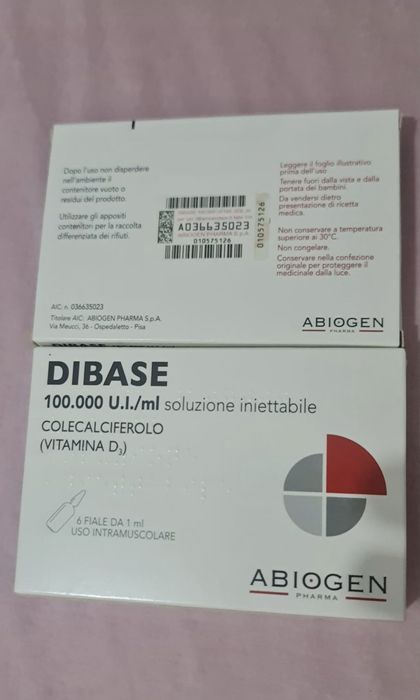 Dopo l'uso non disperdere
nell'ambiente il
contenitore vuoto o
residui del prodotto.
Utilizzare gli appositi
contenitori per la raccolta
differenziata dei rifiuti.
A036635023
ABIOGEN PHARMA S.p.A.
010575126
010575126
Leggere il foglio illustrativo
prima dell'uso
Tenere fuori dalla vista e dalla
portata dei bambini.
Da vendersi dietro
presentazione di ricetta
medica.
Non conservare a temperatura
superiore ai 30°C.
Non congelare.
Conservare nella confezione
originale per proteggere il
medicinale dalla luce.
AIC: n. 036635023
Titolare AIC: ABIOGEN PHARMA S.p.A.
Via Meucci, 36 - Ospedaletto - Pisa
ABIOGEN
PHARMA
DIBASE
100.000 U.I./ml soluzione iniettabile
COLECALCIFEROLO
(VITAMINA D3)
6 FIALE DA 1 ml
USO INTRAMUSCOLARE
ABIOGEN
PHARMA